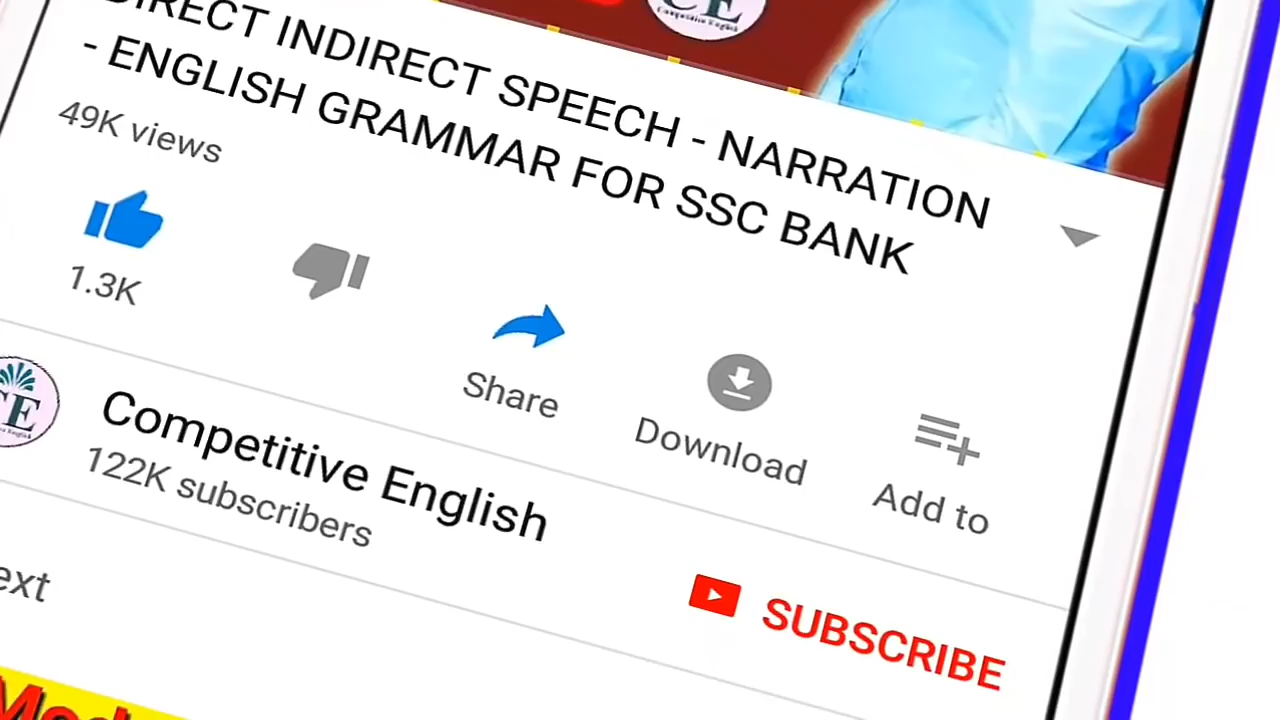 DIRECT INDIRECT SPEECH - NARRATION
- ENGLISH GRAMMAR FOR SSC BANK
49K views
1.3K
Share
Download
Add to
CE
Competitive English
122K subscribers
SUBSCRIBE